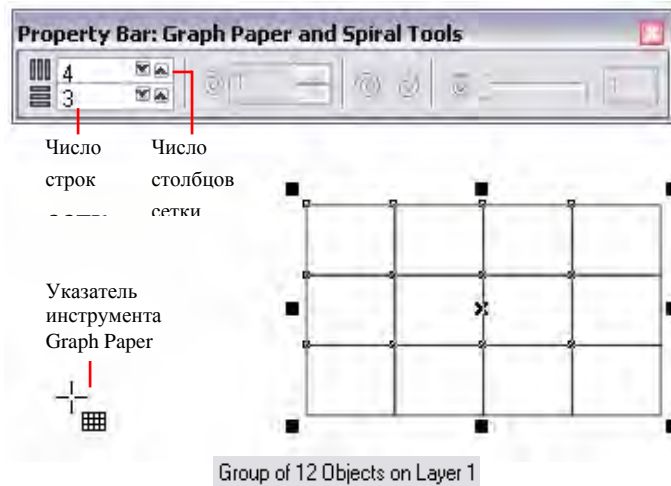 Property Bar: Graph Paper and Spiral Tools
4
3
Число
строк
Число
столбцов
сетки
Указатель
инструмента
Graph Paper
Group of 12 Objects on Layer 1